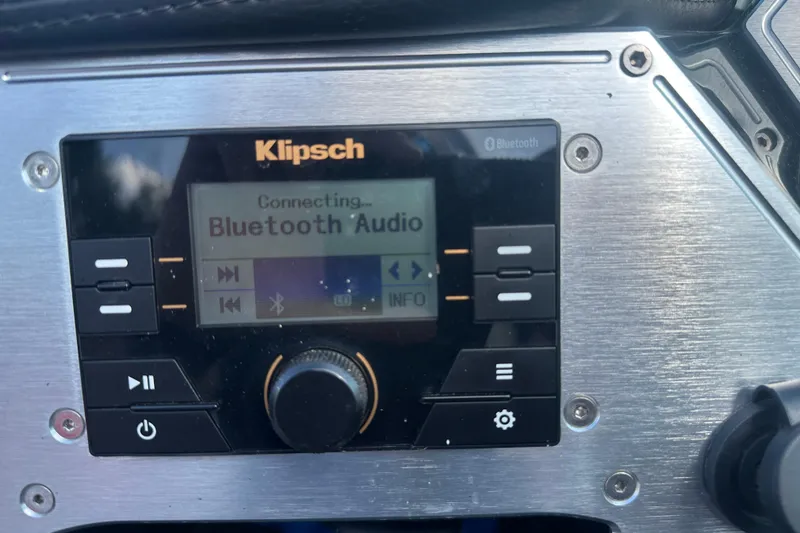 Klipsch
Bluetooth
Connecting...
Bluetooth Audio
INFO